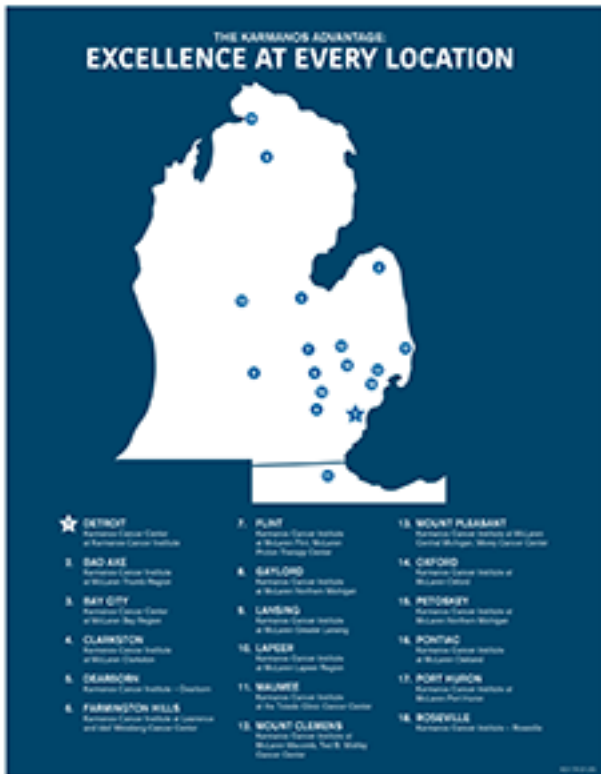 THE KARMANOS ADVANTAGE:
EXCELLENCE AT EVERY LOCATION
DETROIT
Karmanos Cancer Center
at Karmanos Cancer Institute
2. BAD AXE
Karmanos Cancer Institute
at McLaren Thumb Region
3. BAY CITY
Karmanos Cancer Center
at McLaren Bay Region
4. CLARKSTON
Karmanos Cancer Institute
at McLaren Clarkston
5. DEARBORN
Karmanos Cancer Institute – Dearborn
6. FARMINGTON HILLS
Karmanos Cancer Institute at Lawrence
and Idell Weisberg Cancer Center
7. FLINT
Karmanos Cancer Institute
at McLaren Flint, McLaren
Proton Therapy Center
8. GAYLORD
Karmanos Cancer Institute
at McLaren Northern Michigan
9. LANSING
Karmanos Cancer Institute
at McLaren Greater Lansing
10. LAPEER
Karmanos Cancer Institute
at McLaren Lapeer Region
11. MAUMEE
Karmanos Cancer Institute
at the Toledo Clinic Cancer Center
12. MOUNT CLEMENS
Karmanos Cancer Institute at
McLaren Macomb, Ted B. Wahby
Cancer Center
13. MOUNT PLEASANT
Karmanos Cancer Institute at McLaren
Central Michigan, Morey Cancer Center
14. OXFORD
Karmanos Cancer Institute at
McLaren Oxford
15. PETOSKEY
Karmanos Cancer Institute at
McLaren Northern Michigan
16. PONTIAC
Karmanos Cancer Institute
at McLaren Oakland
17. PORT HURON
Karmanos Cancer Institute at
McLaren Port Huron
18. ROSEVILLE
Karmanos Cancer Institute – Roseville